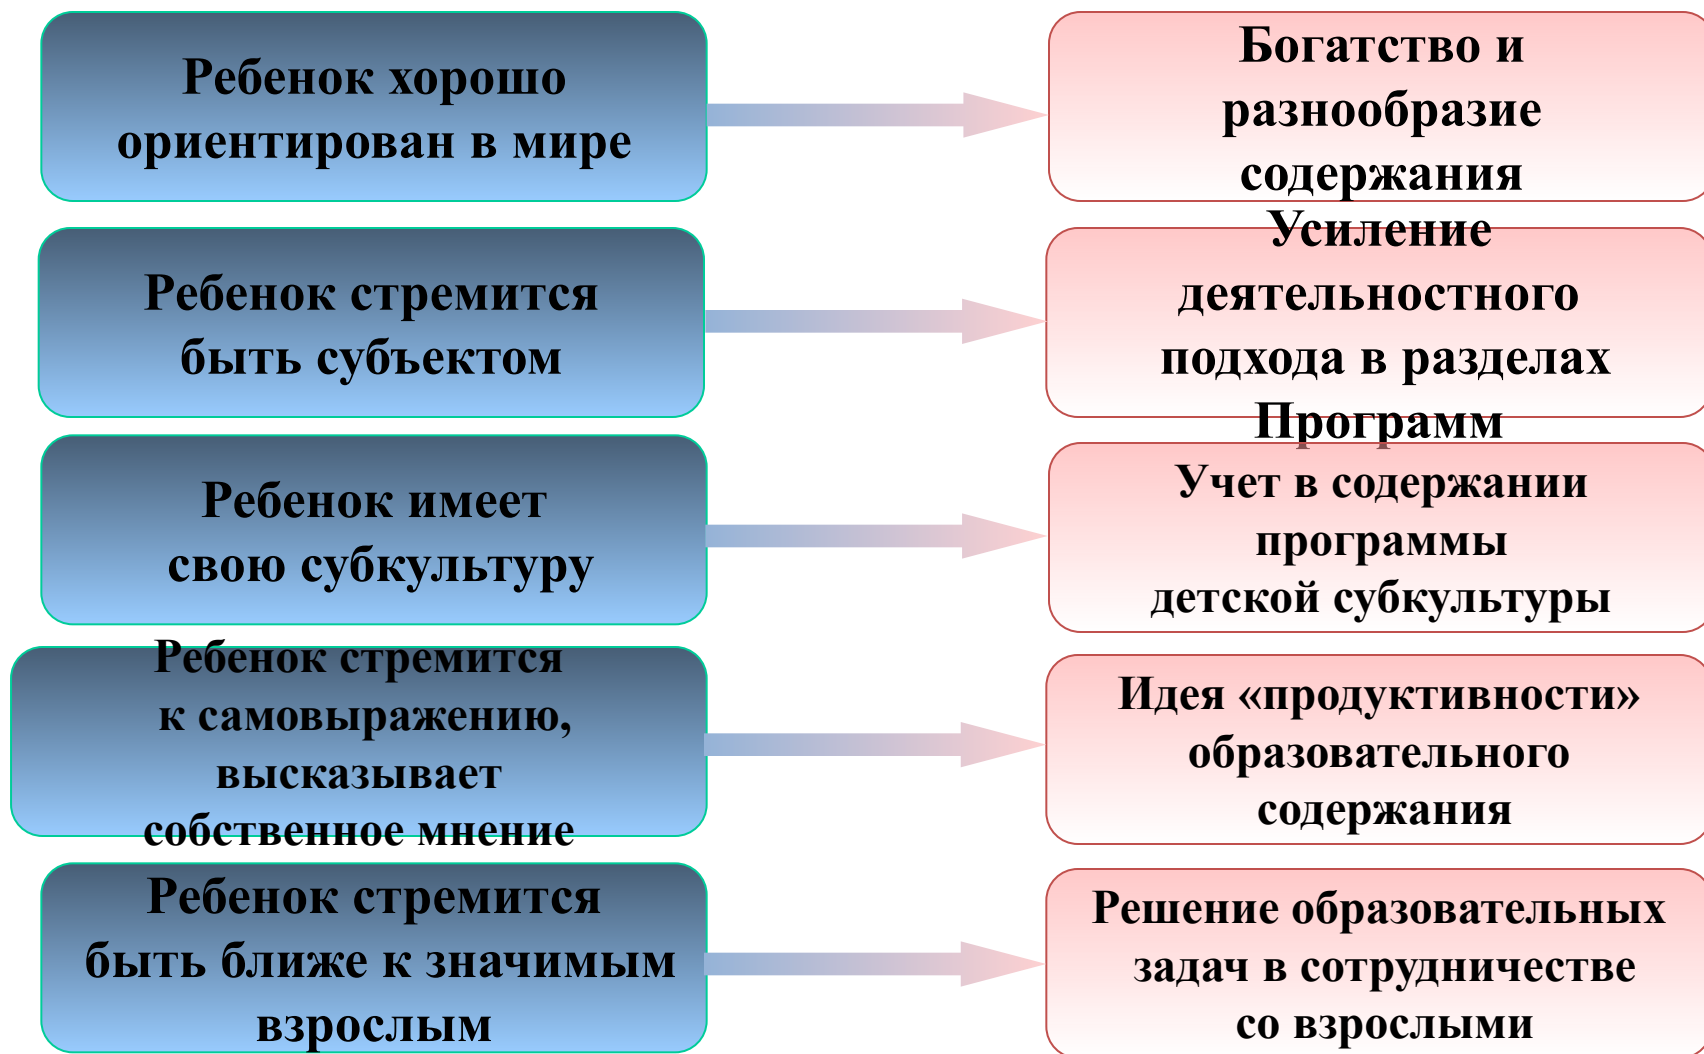 Ребенок хорошо
ориентирован в мире
Богатство и
разнообразие
содержания
Ребенок стремится
быть субъектом
Усиление
деятельностного
подхода в разделах
Программ
Ребенок имеет
свою субкультуру
Учет в содержании
программы
детской субкультуры
Ребенок стремится
к самовыражению,
высказывает
собственное мнение
Идея «продуктивности»
образовательного
содержания
Ребенок стремится
быть ближе к значимым
взрослым
Решение образовательных
задач в сотрудничестве
со взрослыми